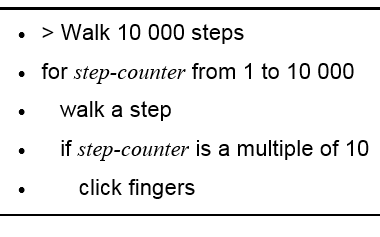 • > Walk 10 000 steps
• for step-counter from 1 to 10 000
• walk a step
• if step-counter is a multiple of 10
• click fingers